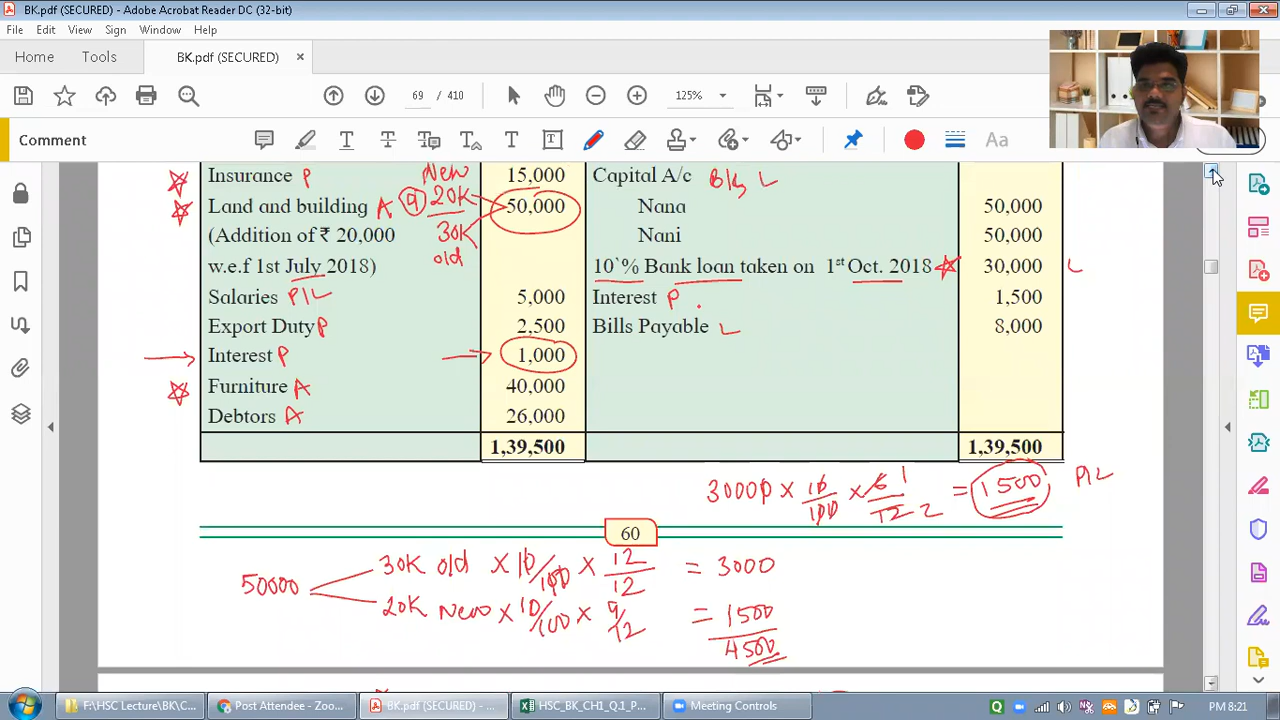 BK.pdf (SECURED) - Adobe Acrobat Reader DC (32-bit)
File Edit View Sign Window Help
Home Tools BK.pdf (SECURED) ×
69 / 410 125%
Comment Aa
Insurance P New 15,000 Capital A/c Bls L
Land and building A 9 20K 50,000 Nana 50,000
(Addition of ₹ 20,000 30K Nani 50,000
w.e.f 1st July 2018) old 10`% Bank loan taken on 1st Oct. 2018 30,000 L
Salaries P/L 5,000 Interest P 1,500
Export Duty P 2,500 Bills Payable L 8,000
Interest P 1,000
Furniture A 40,000
Debtors A 26,000
1,39,500 1,39,500
30000 × 10/100 × 6/12 1 2 = 1500 P/L
60
50000 30K old × 10/100 × 12/12 = 3000
20K New × 10/100 × 9/12 = 1500
4500
F:\HSC Lecture\BK\C... Post Attendee - Zoo... BK.pdf (SECURED) - ... HSC_BK_CH1_Q.1_P... Meeting Controls PM 8:21